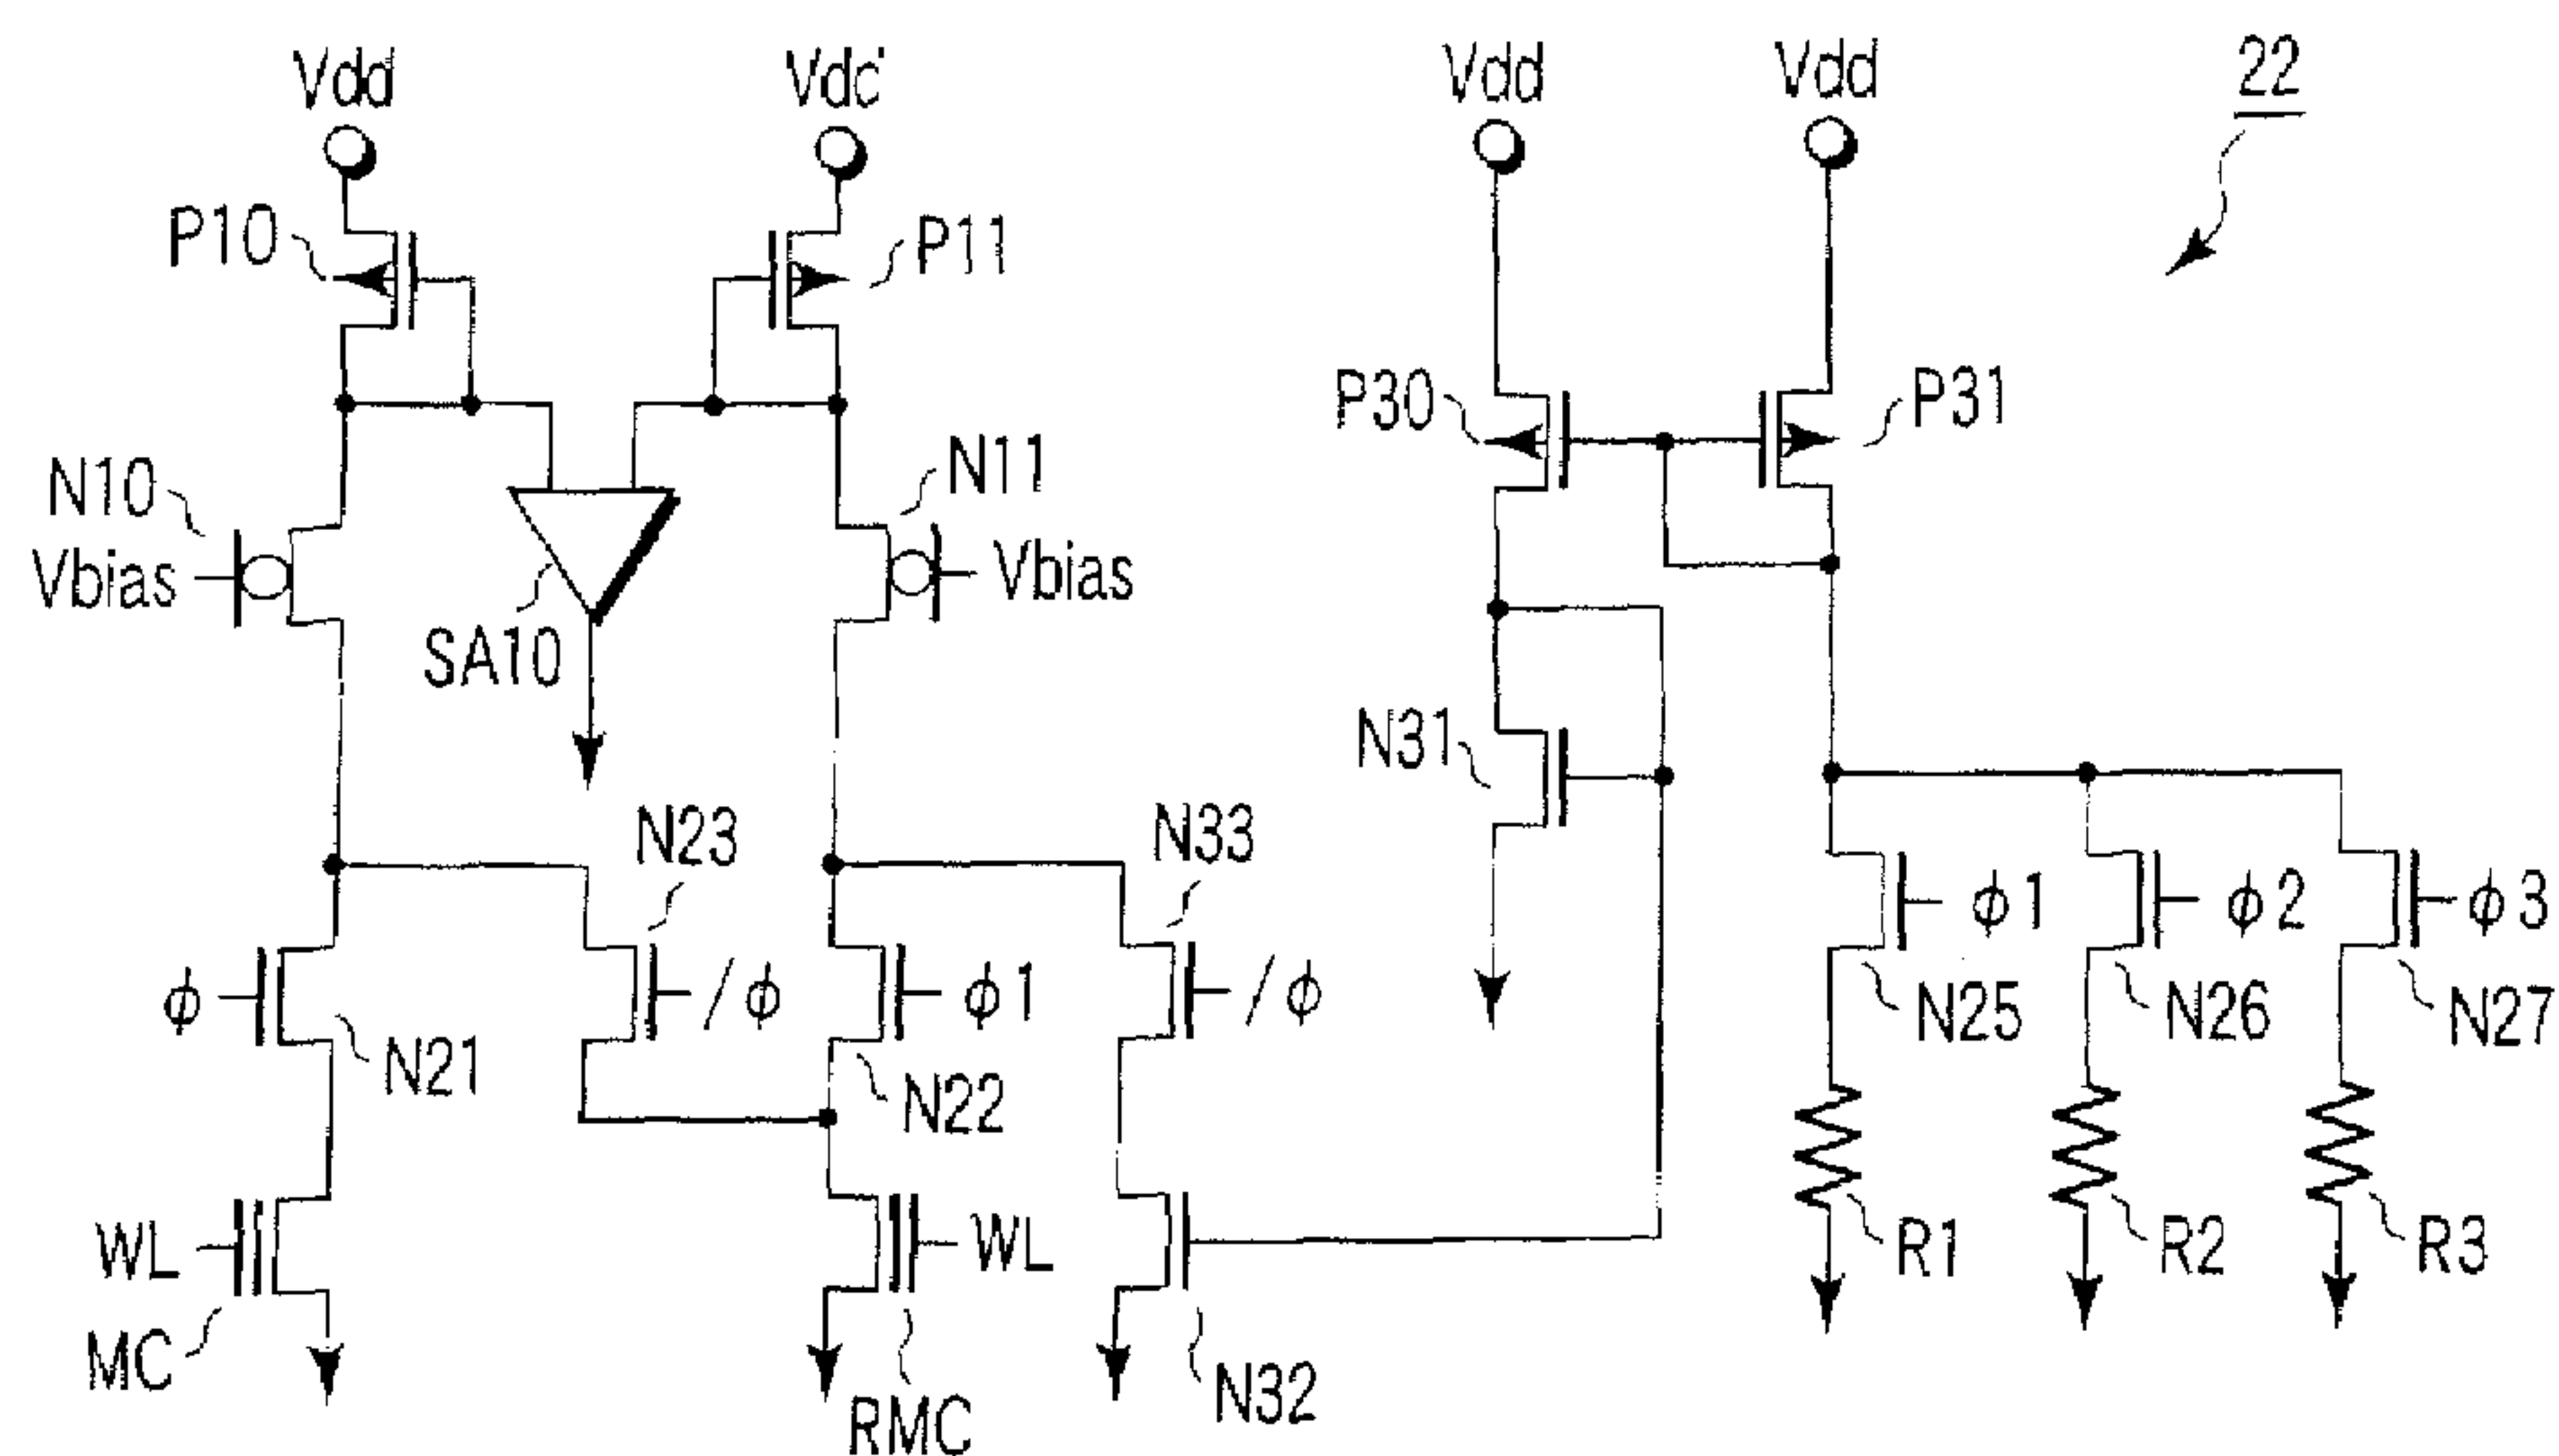 Vdd Vdd Vdd Vdd 22
P10 P11
P30 P31
N10 N11
Vbias Vbias
SA10
N31
N23 N33
ϕ1 ϕ2 ϕ3
ϕ /ϕ ϕ1 /ϕ
N25 N26 N27
N21 N22
WL WL R1 R2 R3
MC RMC N32